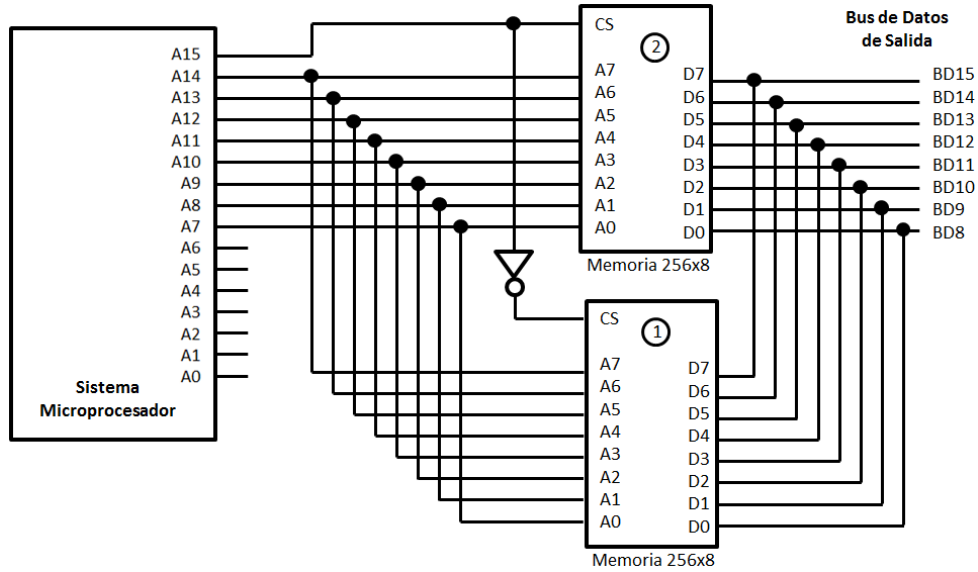 A15
A14
A13
A12
A11
A10
A9
A8
A7
A6
A5
A4
A3
A2
A1
A0
Sistema
Microprocesador
CS
2
A7
A6
A5
A4
A3
A2
A1
A0
D7
D6
D5
D4
D3
D2
D1
D0
Memoria 256x8
CS
1
A7
A6
A5
A4
A3
A2
A1
A0
D7
D6
D5
D4
D3
D2
D1
D0
Memoria 256x8
Bus de Datos
de Salida
BD15
BD14
BD13
BD12
BD11
BD10
BD9
BD8